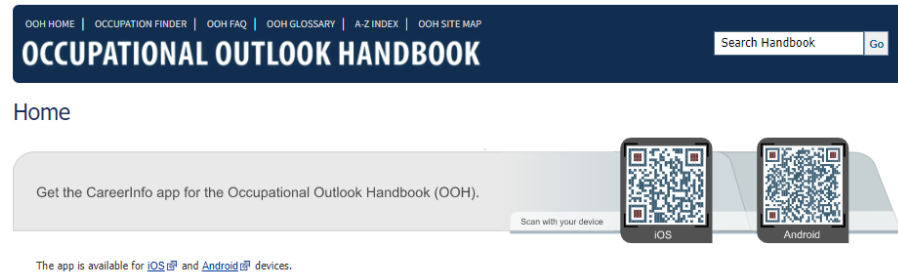 OOH HOME | OCCUPATION FINDER | OOH FAQ | OOH GLOSSARY | A-Z INDEX | OOH SITE MAP
OCCUPATIONAL OUTLOOK HANDBOOK
Search Handbook Go
Home
Get the CareerInfo app for the Occupational Outlook Handbook (OOH).
Scan with your device
iOS
Android
The app is available for iOS and Android devices.